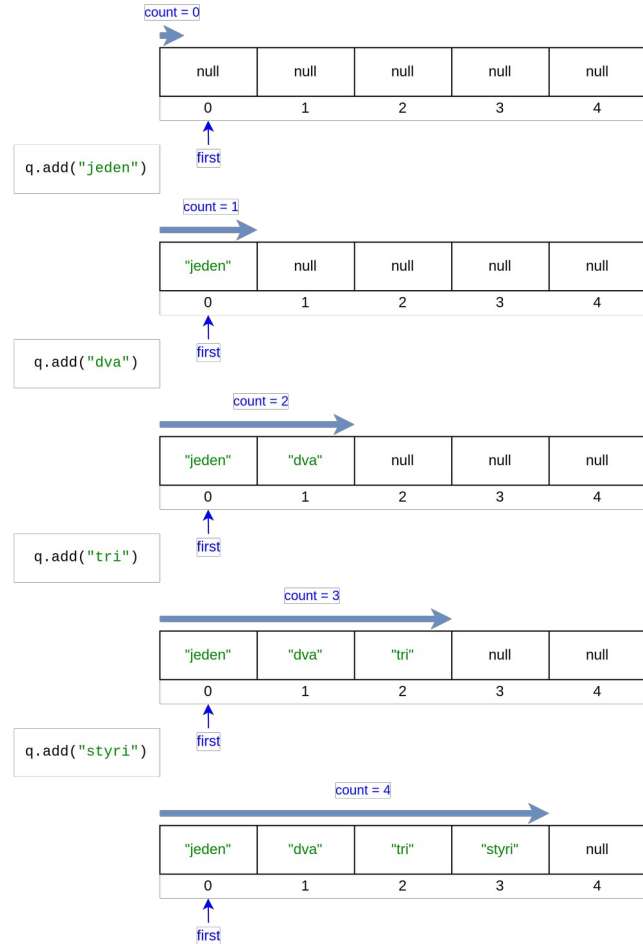 count = 0
null null null null null
0 1 2 3 4
first
q.add("jeden")
count = 1
"jeden" null null null null
0 1 2 3 4
first
q.add("dva")
count = 2
"jeden" "dva" null null null
0 1 2 3 4
first
q.add("tri")
count = 3
"jeden" "dva" "tri" null null
0 1 2 3 4
first
q.add("styri")
count = 4
"jeden" "dva" "tri" "styri" null
0 1 2 3 4
first